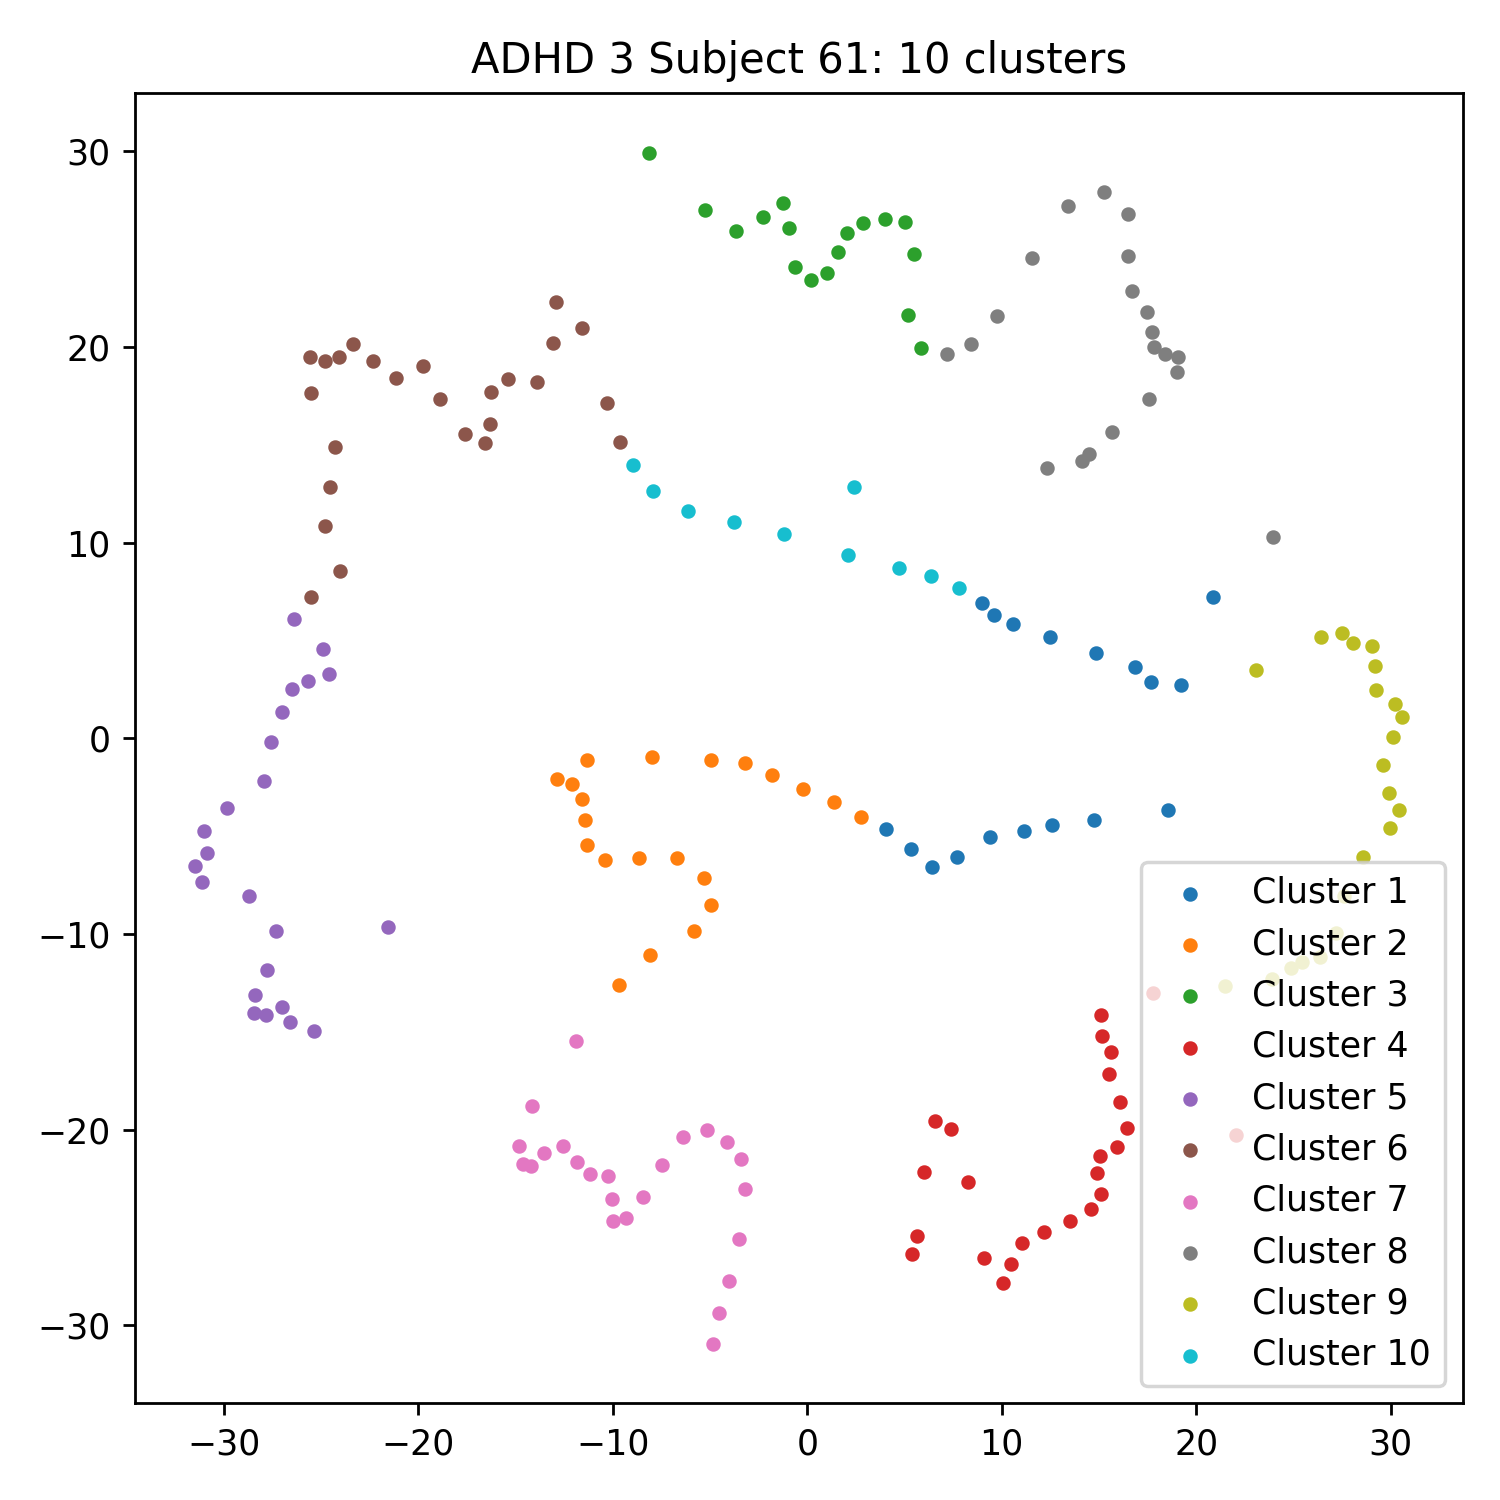 ADHD 3 Subject 61: 10 clusters
30
20
10
0
−10
−20
−30
−30
−20
−10
0
10
20
30
Cluster 1
Cluster 2
Cluster 3
Cluster 4
Cluster 5
Cluster 6
Cluster 7
Cluster 8
Cluster 9
Cluster 10